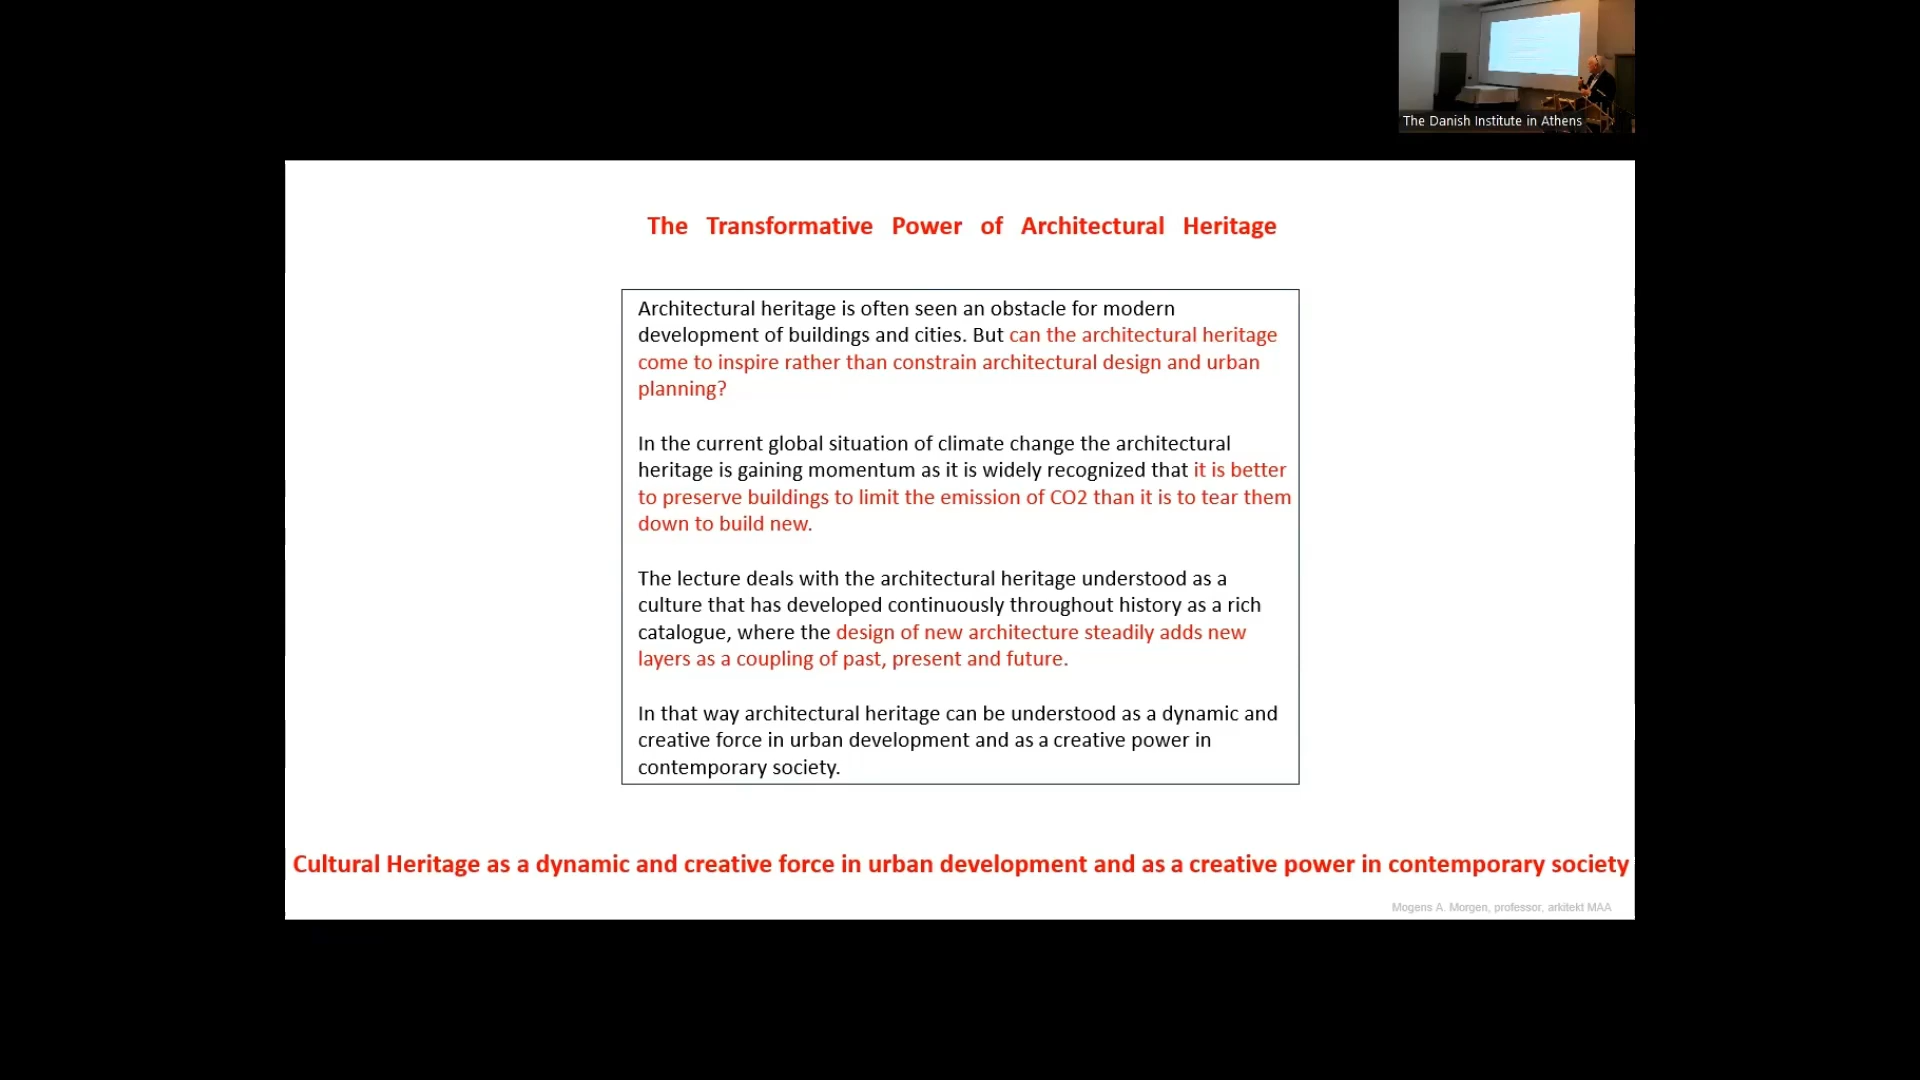 The Danish Institute in Athens
The Transformative Power of Architectural Heritage
Architectural heritage is often seen an obstacle for modern
development of buildings and cities. But can the architectural heritage
come to inspire rather than constrain architectural design and urban
planning?
In the current global situation of climate change the architectural
heritage is gaining momentum as it is widely recognized that it is better
to preserve buildings to limit the emission of CO2 than it is to tear them
down to build new.
The lecture deals with the architectural heritage understood as a
culture that has developed continuously throughout history as a rich
catalogue, where the design of new architecture steadily adds new
layers as a coupling of past, present and future.
In that way architectural heritage can be understood as a dynamic and
creative force in urban development and as a creative power in
contemporary society.
Cultural Heritage as a dynamic and creative force in urban development and as a creative power in contemporary society
Mogens A. Morgen, professor, arkitekt MAA